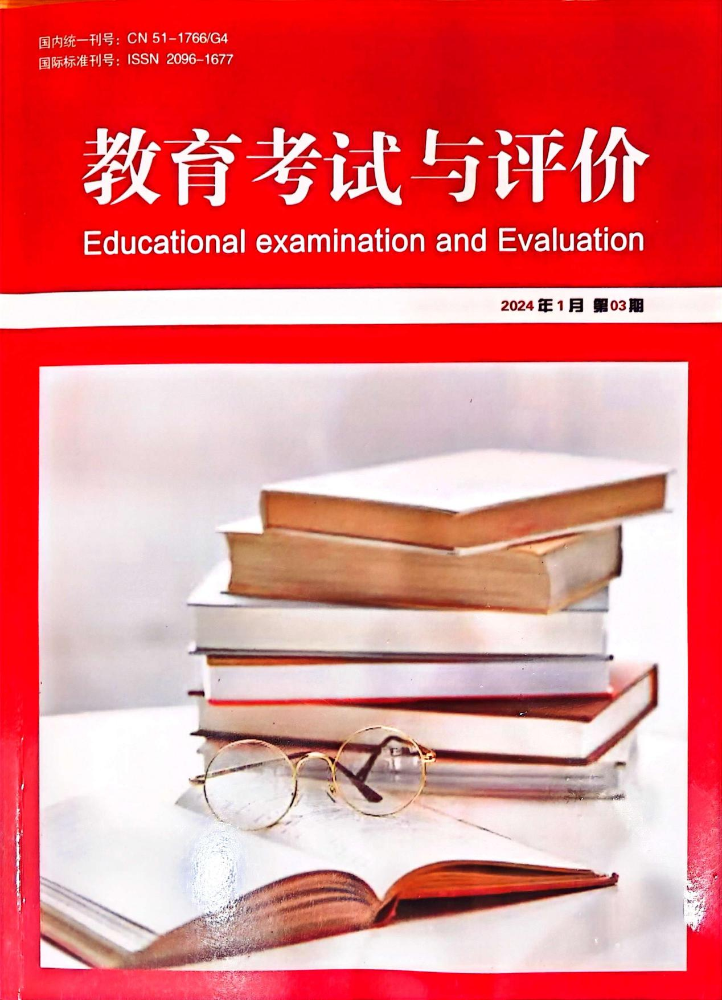 国内统一刊号：CN 51-1766/G4
国际标准刊号：ISSN 2096-1677
教育考试与评价
Educational examination and Evaluation
2024年1月 第03期